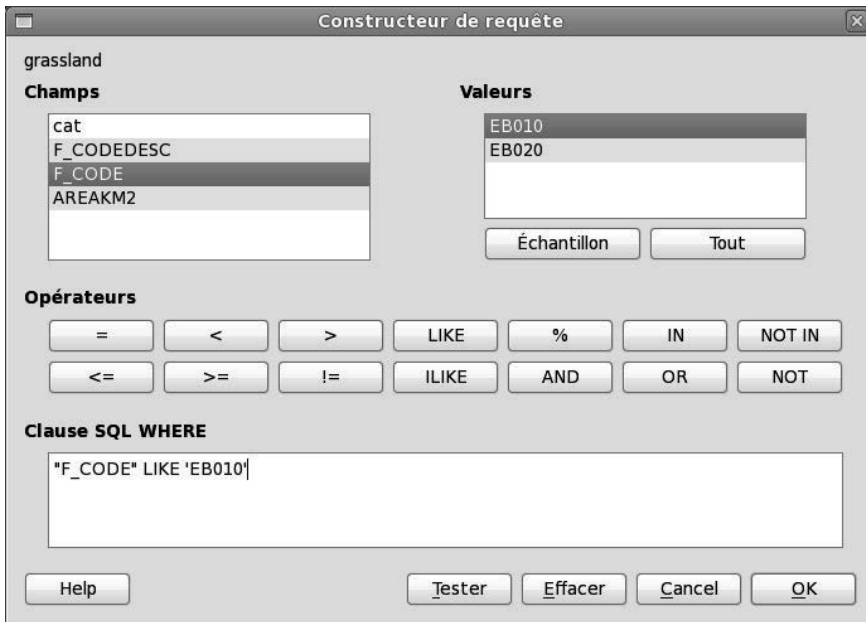 Constructeur de requête
grassland
Champs
Valeurs
cat
F_CODEDESC
F_CODE
AREAKM2
EB010
EB020
Échantillon Tout
Opérateurs
= < > LIKE % IN NOT IN
<= >= != ILIKE AND OR NOT
Clause SQL WHERE
"F_CODE" LIKE 'EB010'
Help Tester Effacer Cancel OK